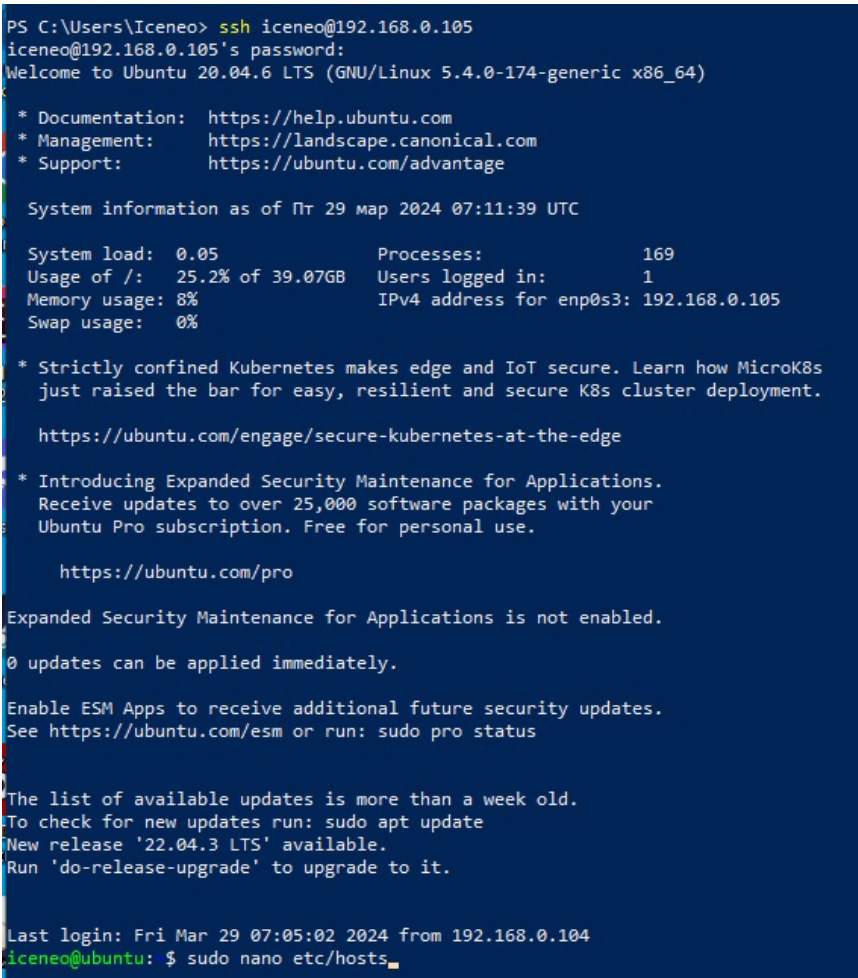 PS C:\Users\Iceneo> ssh iceneo@192.168.0.105
iceneo@192.168.0.105's password:
Welcome to Ubuntu 20.04.6 LTS (GNU/Linux 5.4.0-174-generic x86_64)
* Documentation:  https://help.ubuntu.com
* Management:     https://landscape.canonical.com
* Support:        https://ubuntu.com/advantage
System information as of Пт 29 мар 2024 07:11:39 UTC
System load:  0.05               Processes:               169
Usage of /:   25.2% of 39.07GB   Users logged in:         1
Memory usage: 8%                 IPv4 address for enp0s3: 192.168.0.105
Swap usage:   0%
* Strictly confined Kubernetes makes edge and IoT secure. Learn how MicroK8s
just raised the bar for easy, resilient and secure K8s cluster deployment.
https://ubuntu.com/engage/secure-kubernetes-at-the-edge
* Introducing Expanded Security Maintenance for Applications.
Receive updates to over 25,000 software packages with your
Ubuntu Pro subscription. Free for personal use.
https://ubuntu.com/pro
Expanded Security Maintenance for Applications is not enabled.
0 updates can be applied immediately.
Enable ESM Apps to receive additional future security updates.
See https://ubuntu.com/esm or run: sudo pro status
The list of available updates is more than a week old.
To check for new updates run: sudo apt update
New release '22.04.3 LTS' available.
Run 'do-release-upgrade' to upgrade to it.
Last login: Fri Mar 29 07:05:02 2024 from 192.168.0.104
iceneo@ubuntu: $ sudo nano etc/hosts